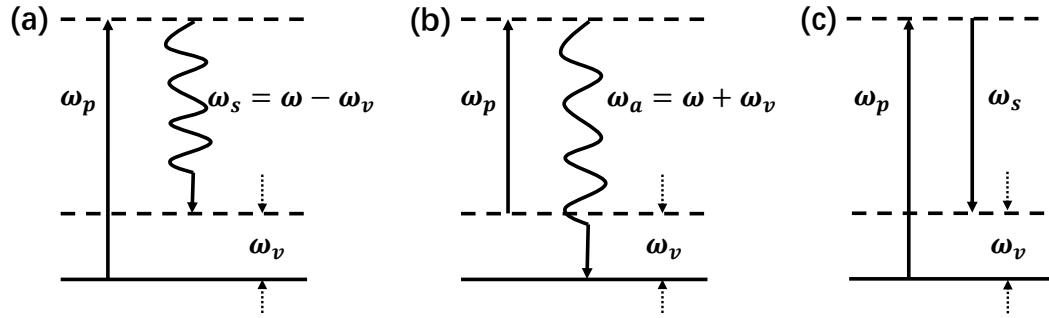 (a)
ωₚ
ωₛ = ω − ωᵥ
ωᵥ
(b)
ωₚ
ωₐ = ω + ωᵥ
ωᵥ
(c)
ωₚ
ωₛ
ωᵥ